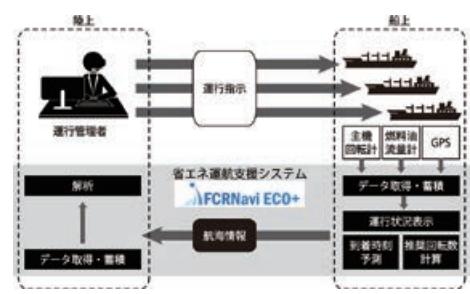 陸上
船上
運行指示
運行管理者
主機
回転計
燃料油
流量計
GPS
省エネ運航支援システム
FCRNavi ECO+
解析
データ取得・蓄積
運行状況表示
航海情報
到着時刻
予測
推奨回転数
計算
データ取得・蓄積